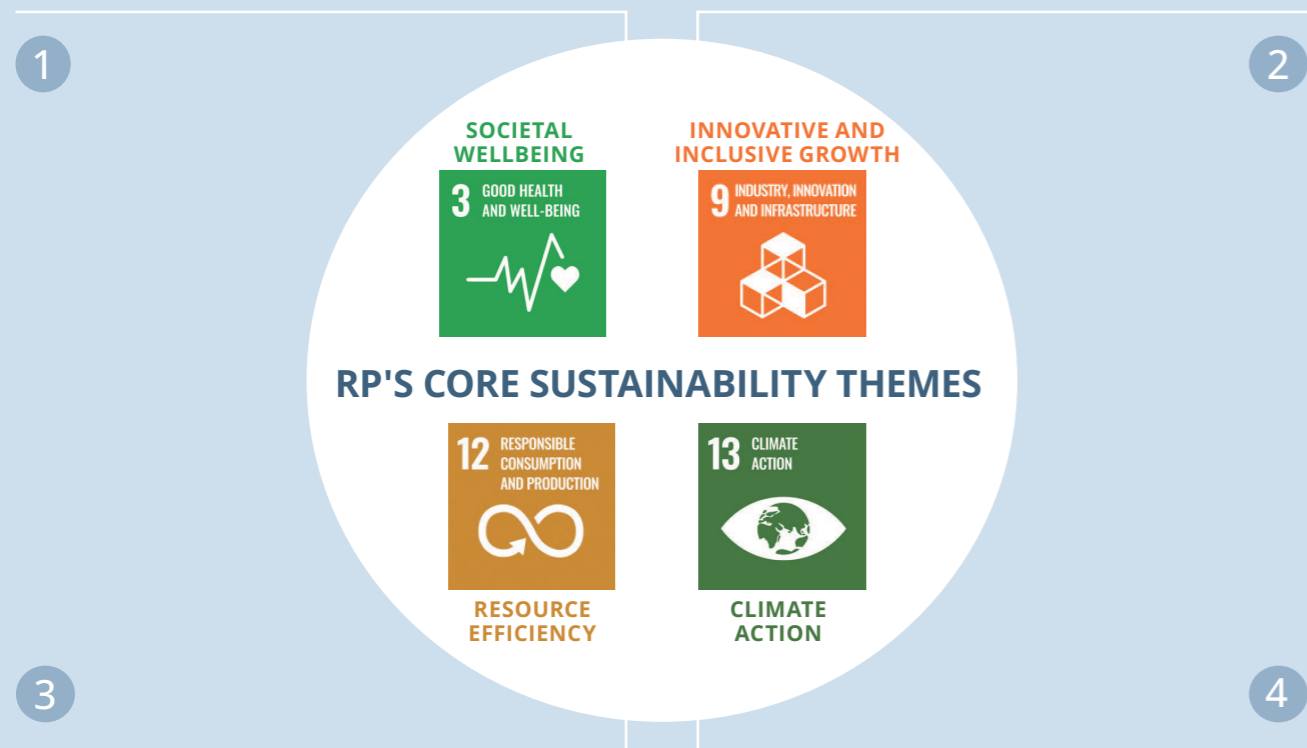 1
2
SOCIETAL
WELLBEING
INNOVATIVE AND
INCLUSIVE GROWTH
3 GOOD HEALTH
AND WELL-BEING
9 INDUSTRY, INNOVATION
AND INFRASTRUCTURE
RP'S CORE SUSTAINABILITY THEMES
12 RESPONSIBLE
CONSUMPTION
AND PRODUCTION
13 CLIMATE
ACTION
RESOURCE
EFFICIENCY
CLIMATE
ACTION
3
4